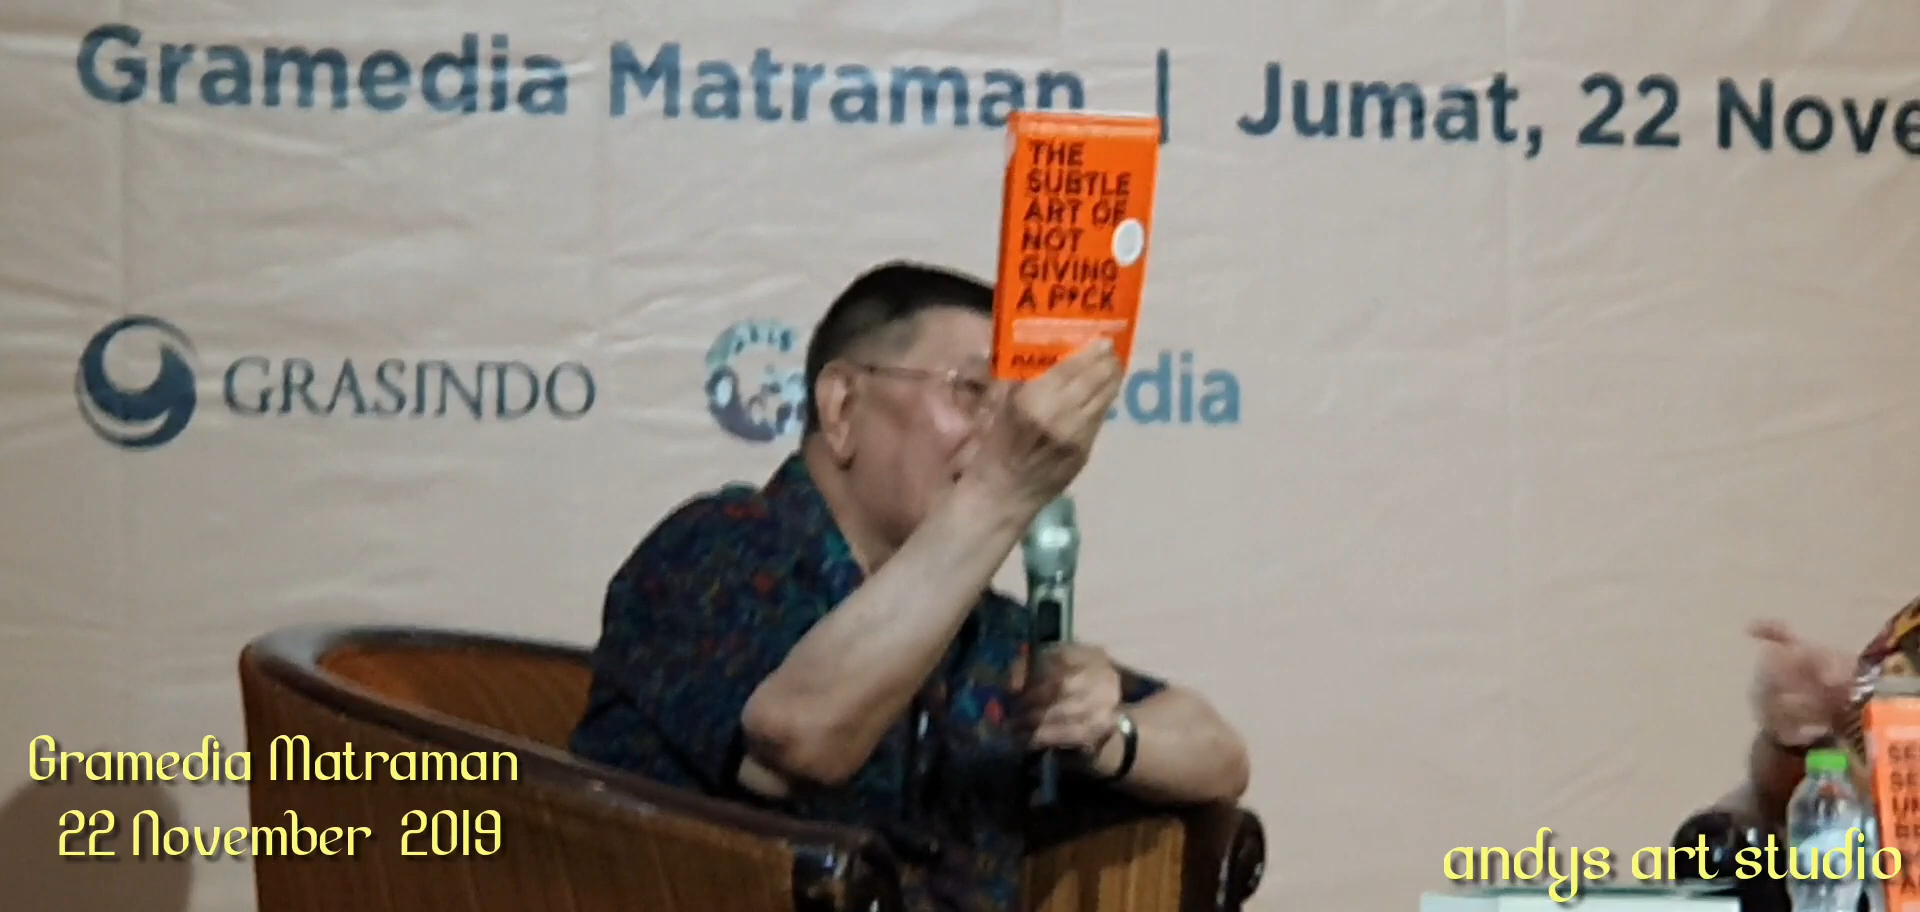 Gramedia Matraman | Jumat, 22 Nove
THE
SUBTLE
ART OF
NOT
GIVING
A F*CK
GRASINDO
dia
Gramedia Matraman
22 November 2019
andys art studio